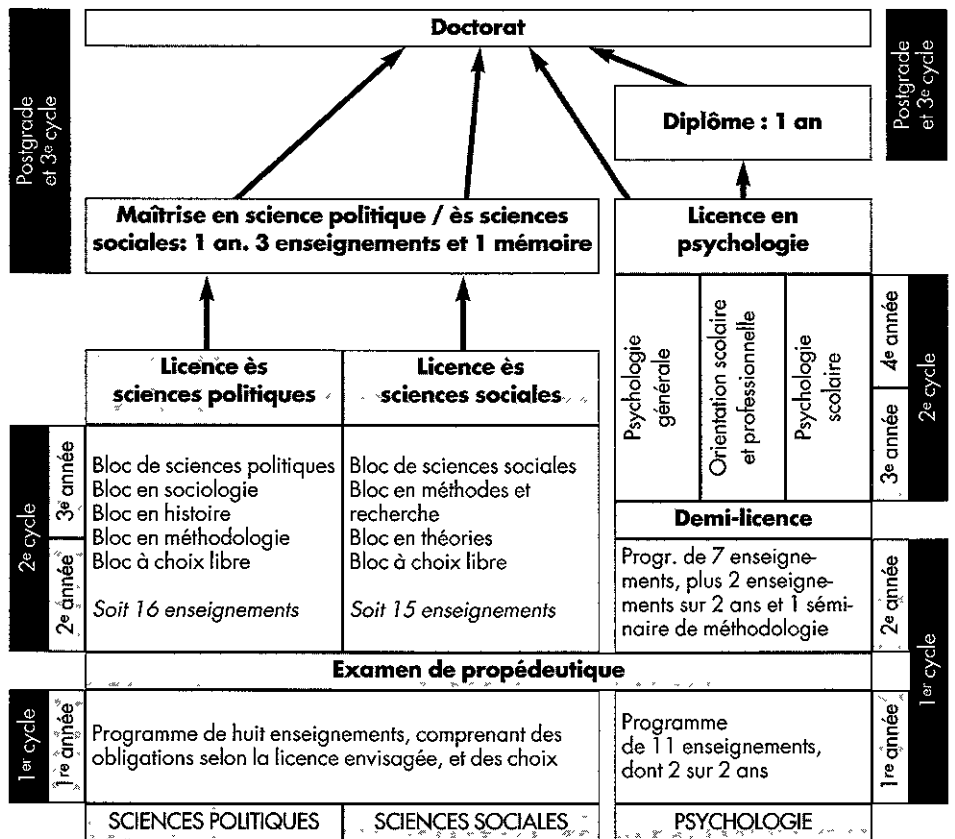 Doctorat
Postgrade
et 3e cycle
Postgrade
et 3e cycle
Diplôme : 1 an
Maîtrise en science politique / ès sciences
sociales: 1 an. 3 enseignements et 1 mémoire
Licence en
psychologie
Psychologie
générale
Orientation scolaire
et professionnelle
Psychologie
scolaire
4e année
3e année
2e cycle
Licence ès
sciences politiques
Licence ès
sciences sociales
2e cycle
3e année
2e année
Bloc de sciences politiques
Bloc en sociologie
Bloc en histoire
Bloc en méthodologie
Bloc à choix libre
Soit 16 enseignements
Bloc de sciences sociales
Bloc en méthodes et
recherche
Bloc en théories
Bloc à choix libre
Soit 15 enseignements
Demi-licence
Progr. de 7 enseigne-
ments, plus 2 enseigne-
ments sur 2 ans et 1 sémi-
naire de méthodologie
2e année
1er cycle
Examen de propédeutique
1er cycle
1re année
Programme de huit enseignements, comprenant des
obligations selon la licence envisagée, et des choix
Programme
de 11 enseignements,
dont 2 sur 2 ans
1re année
SCIENCES POLITIQUES
SCIENCES SOCIALES
PSYCHOLOGIE